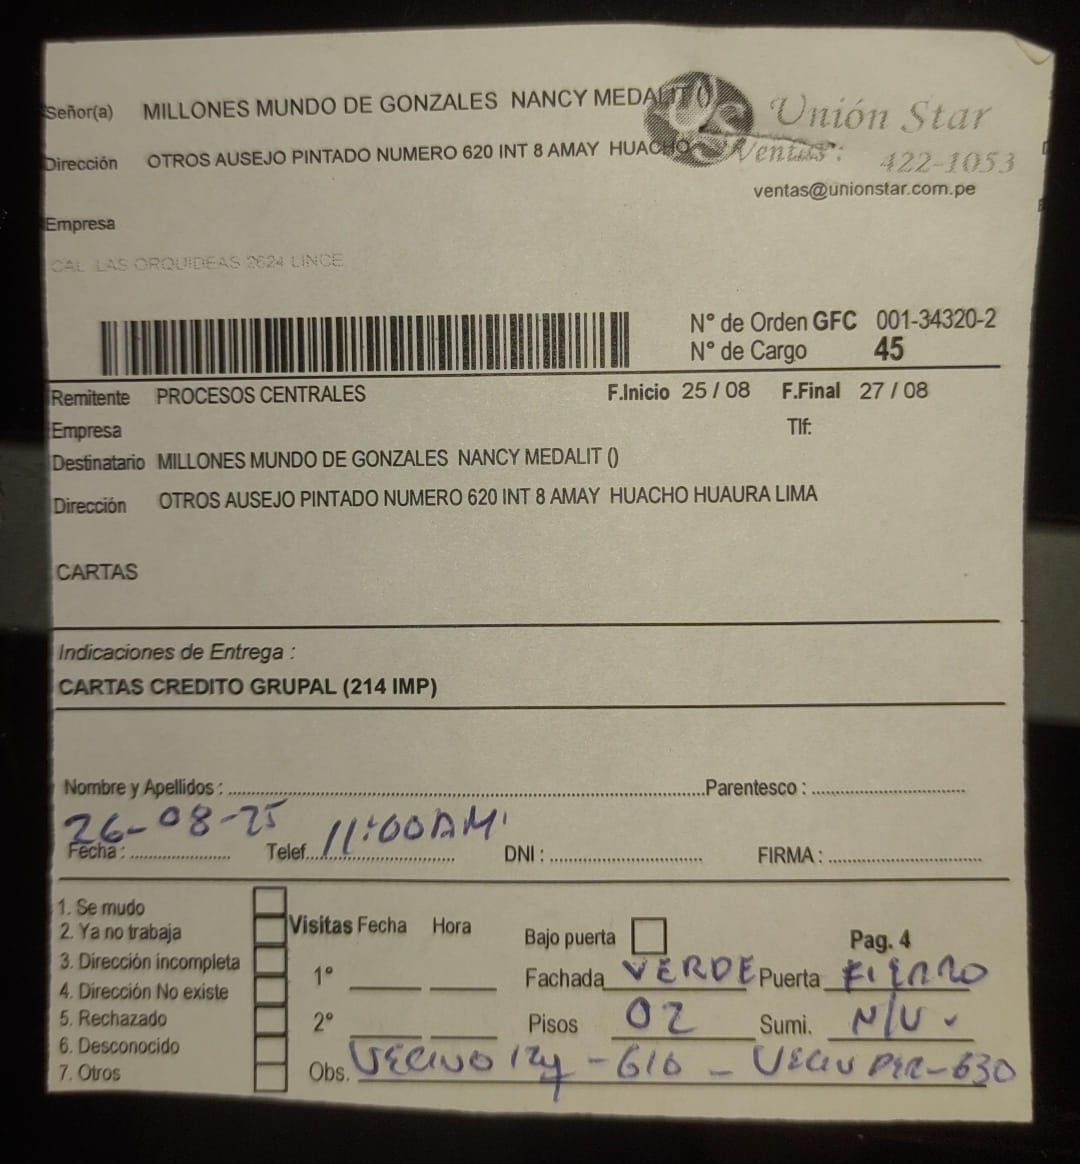 Señor(a) MILLONES MUNDO DE GONZALES NANCY MEDALIT ()
US Unión Star
Dirección OTROS AUSEJO PINTADO NUMERO 620 INT 8 AMAY HUACHO
Ventas: 422-1053
ventas@unionstar.com.pe
Empresa
CAL LAS ORQUIDEAS 2624 LINCE
N° de Orden GFC 001-34320-2
N° de Cargo 45
Remitente PROCESOS CENTRALES F.Inicio 25 / 08 F.Final 27 / 08
Empresa Tlf:
Destinatario MILLONES MUNDO DE GONZALES NANCY MEDALIT ()
Dirección OTROS AUSEJO PINTADO NUMERO 620 INT 8 AMAY HUACHO HUAURA LIMA
CARTAS
Indicaciones de Entrega :
CARTAS CREDITO GRUPAL (214 IMP)
Nombre y Apellidos : Parentesco :
26-08-25 11:00AM
Fecha : Telef. DNI : FIRMA :
1. Se mudo
2. Ya no trabaja
3. Dirección incompleta
4. Dirección No existe
5. Rechazado
6. Desconocido
7. Otros
Visitas Fecha Hora
1°
2°
Bajo puerta Pag. 4
Fachada VERDE Puerta FIERRO
Pisos 02 Sumi. N/V
Obs. VECINO IZQ - 610 - VECIN DER - 630